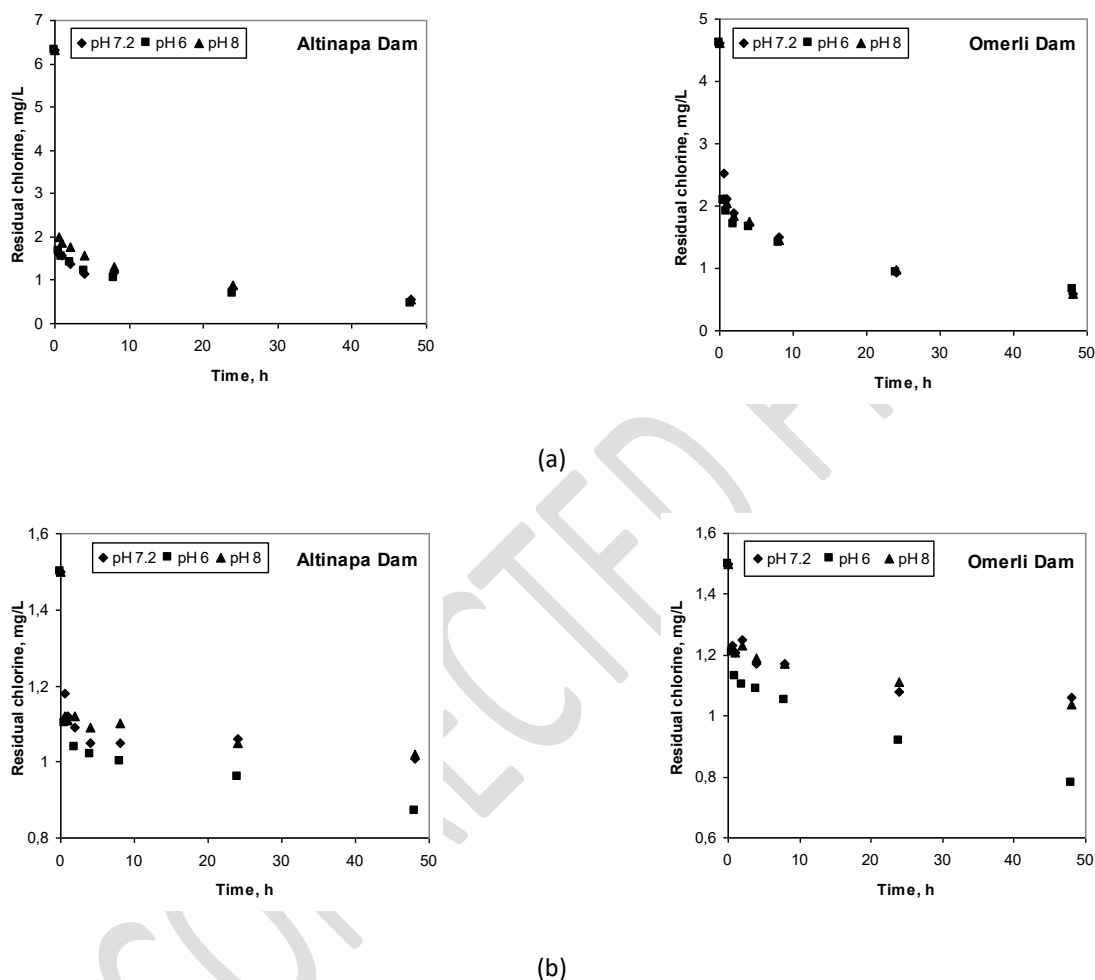 Altinapa Dam
◆ pH 7.2 ■ pH 6 ▲ pH 8
Residual chlorine, mg/L
7
6
5
4
3
2
1
0
0 10 20 30 40 50
Time, h
Omerli Dam
◆ pH 7.2 ■ pH 6 ▲ pH 8
Residual chlorine, mg/L
5
4
3
2
1
0
0 10 20 30 40 50
Time, h
(a)
Altinapa Dam
◆ pH 7.2 ■ pH 6 ▲ pH 8
Residual chlorine, mg/L
1,6
1,4
1,2
1
0,8
0 10 20 30 40 50
Time, h
Omerli Dam
◆ pH 7.2 ■ pH 6 ▲ pH 8
Residual chlorine, mg/L
1,6
1,4
1,2
1
0,8
0,6
0 10 20 30 40 50
Time, h
(b)